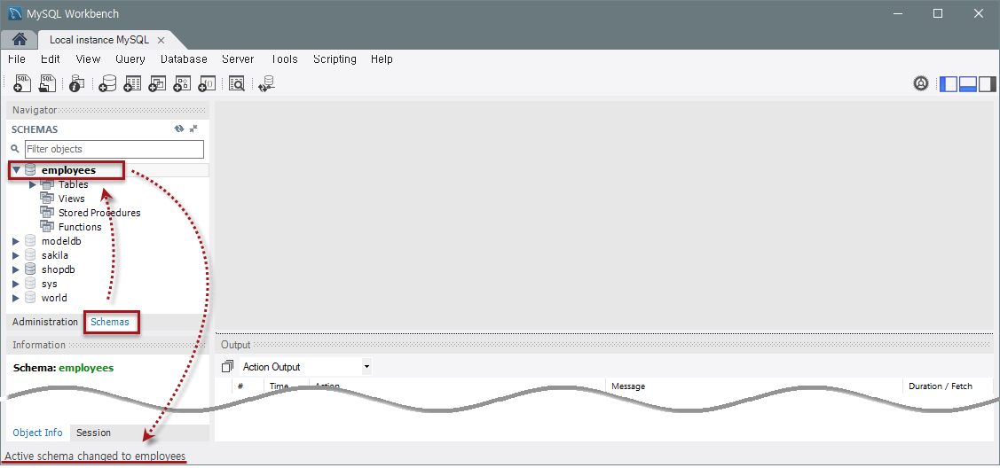 MySQL Workbench
Local instance MySQL
File Edit View Query Database Server Tools Scripting Help
SQL SQL
Navigator
SCHEMAS
Filter objects
employees
Tables
Views
Stored Procedures
Functions
modeldb
sakila
shopdb
sys
world
Administration Schemas
Information
Schema: employees
Object Info Session
Output
Action Output
# Time Action Message Duration / Fetch
Active schema changed to employees